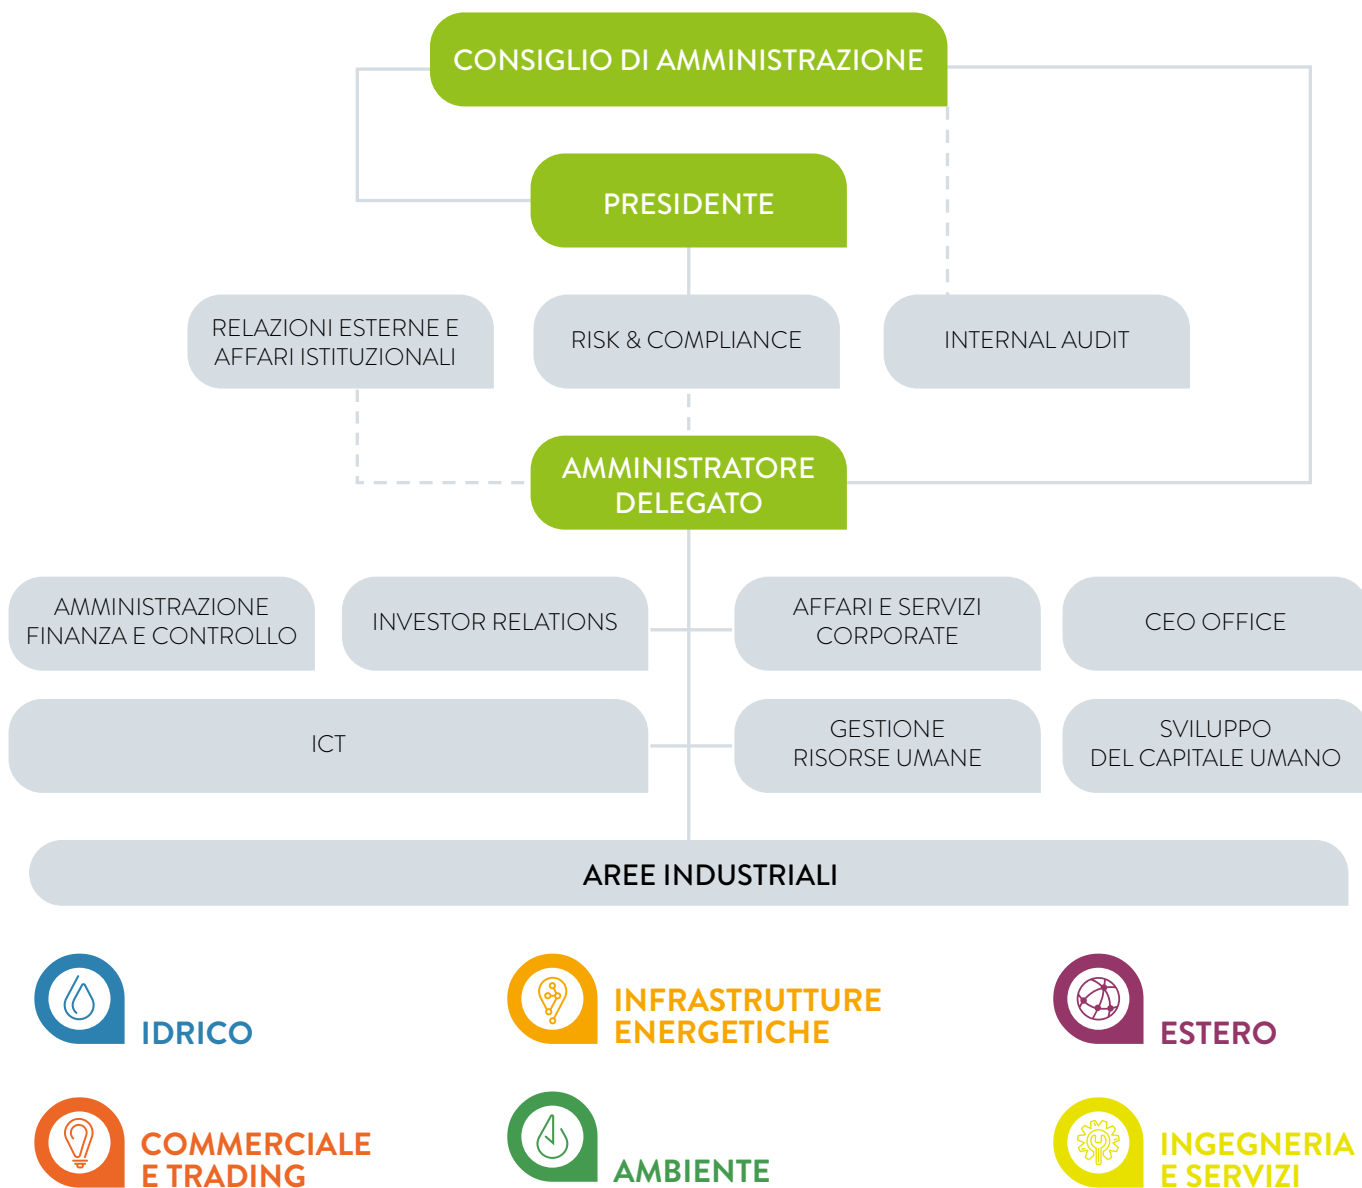 CONSIGLIO DI AMMINISTRAZIONE
PRESIDENTE
RELAZIONI ESTERNE E
AFFARI ISTITUZIONALI
RISK & COMPLIANCE
INTERNAL AUDIT
AMMINISTRATORE
DELEGATO
AMMINISTRAZIONE
FINANZA E CONTROLLO
INVESTOR RELATIONS
AFFARI E SERVIZI
CORPORATE
CEO OFFICE
ICT
GESTIONE
RISORSE UMANE
SVILUPPO
DEL CAPITALE UMANO
AREE INDUSTRIALI
IDRICO
INFRASTRUTTURE
ENERGETICHE
ESTERO
COMMERCIALE
E TRADING
AMBIENTE
INGEGNERIA
E SERVIZI